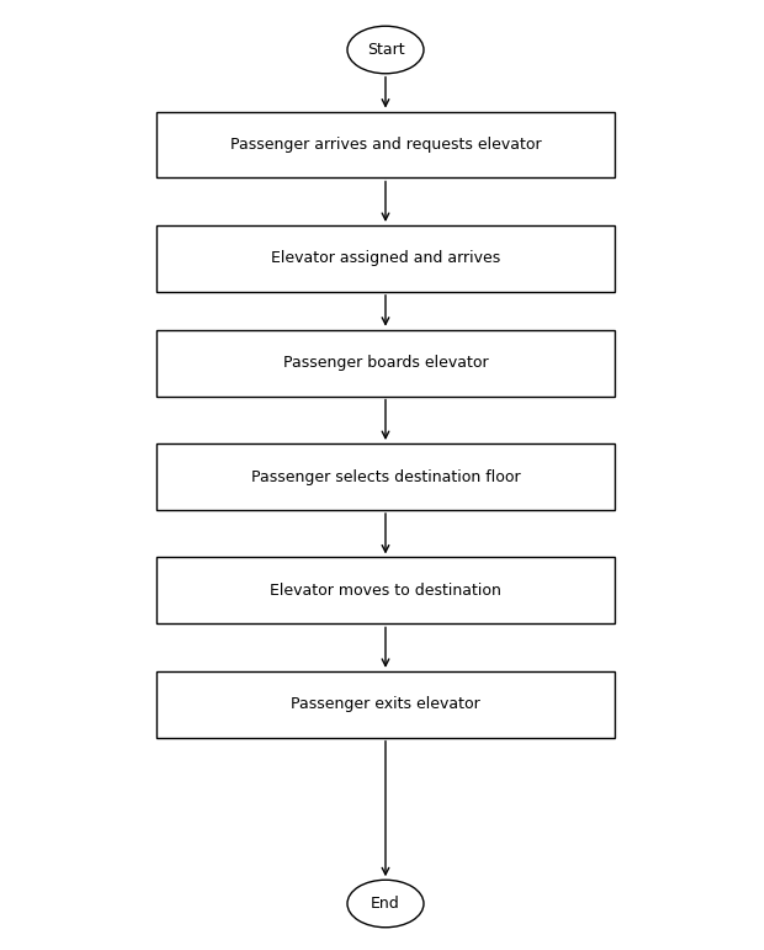 Start
Passenger arrives and requests elevator
Elevator assigned and arrives
Passenger boards elevator
Passenger selects destination floor
Elevator moves to destination
Passenger exits elevator
End